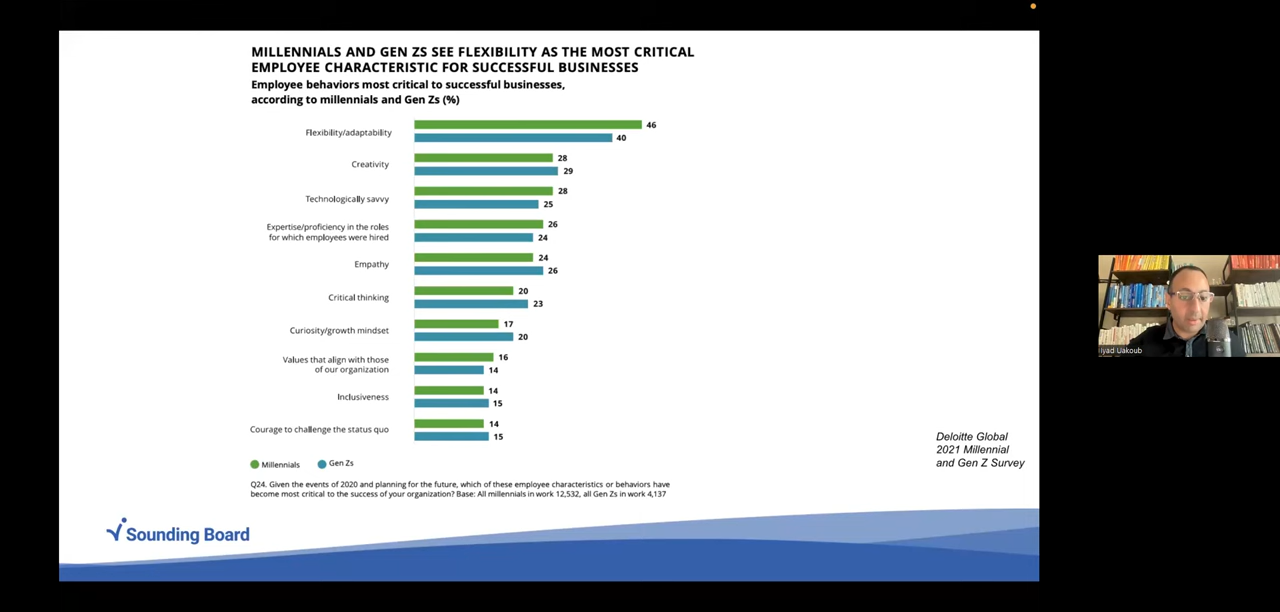 MILLENNIALS AND GEN ZS SEE FLEXIBILITY AS THE MOST CRITICAL
EMPLOYEE CHARACTERISTIC FOR SUCCESSFUL BUSINESSES
Employee behaviors most critical to successful businesses,
according to millennials and Gen Zs (%)
Flexibility/adaptability
46
40
Creativity
28
29
Technologically savvy
28
25
Expertise/proficiency in the roles
for which employees were hired
26
24
Empathy
24
26
Critical thinking
20
23
Curiosity/growth mindset
17
20
Values that align with those
of our organization
16
14
Inclusiveness
14
15
Courage to challenge the status quo
14
15
Millennials
Gen Zs
Q24. Given the events of 2020 and planning for the future, which of these employee characteristics or behaviors have
become most critical to the success of your organization? Base: All millennials in work 12,532, all Gen Zs in work 4,137
Deloitte Global
2021 Millennial
and Gen Z Survey
Sounding Board